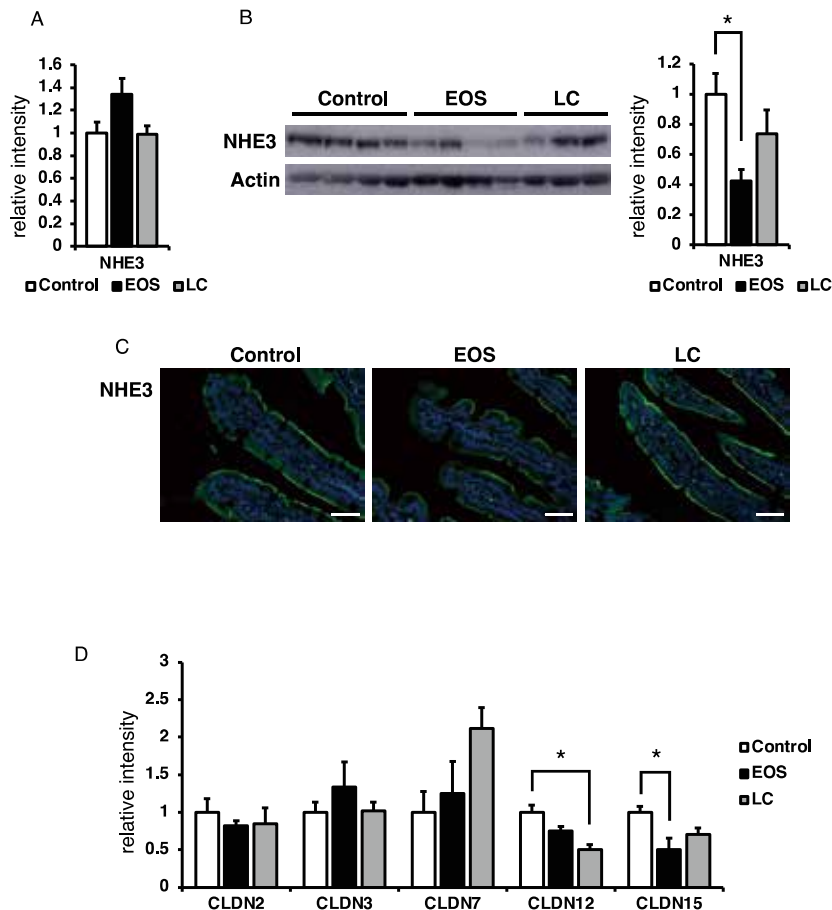 A
relative intensity
1.6
1.4
1.2
1
0.8
0.6
0.4
0.2
0
NHE3
Control EOS LC
B
Control EOS LC
NHE3
Actin
*
relative intensity
1.2
1
0.8
0.6
0.4
0.2
0
NHE3
Control EOS LC
C
Control EOS LC
NHE3
D
relative intensity
3
2.5
2
1.5
1
0.5
0
* *
CLDN2 CLDN3 CLDN7 CLDN12 CLDN15
Control
EOS
LC